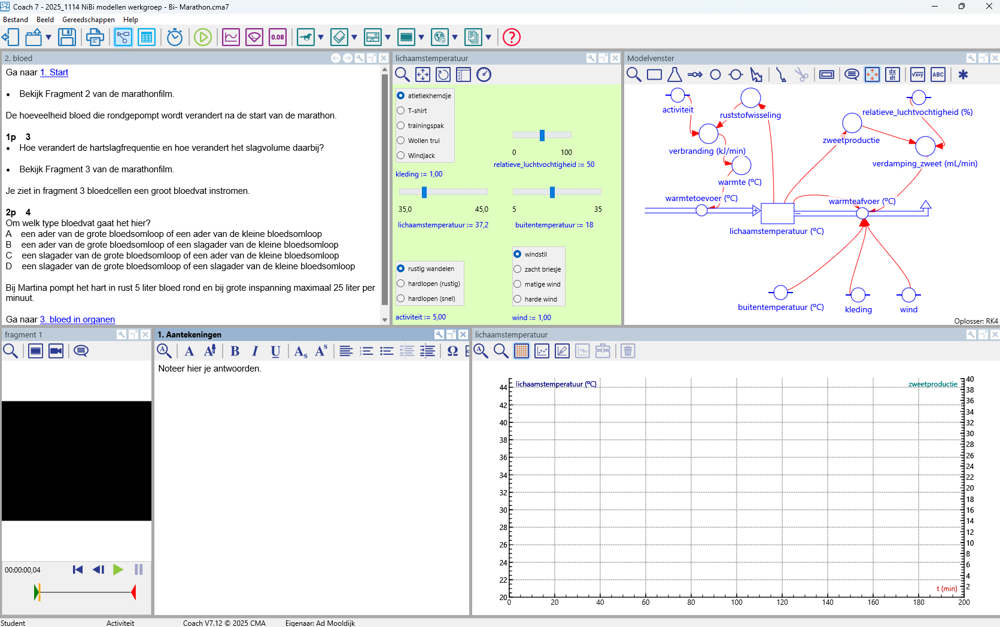 Coach 7 - 2025_1114 NiBi modellen werkgroep - Bi- Marathon.cma7
Bestand Beeld Gereedschappen Help
0.08
2. bloed
Ga naar 1. Start
• Bekijk Fragment 2 van de marathonfilm.
De hoeveelheid bloed die rondgepompt wordt verandert na de start van de marathon.
1p 3
• Hoe verandert de hartslagfrequentie en hoe verandert het slagvolume daarbij?
• Bekijk Fragment 3 van de marathonfilm.
Je ziet in fragment 3 bloedcellen een groot bloedvat instromen.
2p 4
Om welk type bloedvat gaat het hier?
A een ader van de grote bloedsomloop of een ader van de kleine bloedsomloop
B een ader van de grote bloedsomloop of een slagader van de kleine bloedsomloop
C een slagader van de grote bloedsomloop of een ader van de kleine bloedsomloop
D een slagader van de grote bloedsomloop of een slagader van de kleine bloedsomloop
Bij Martina pompt het hart in rust 5 liter bloed rond en bij grote inspanning maximaal 25 liter per
minuut.
Ga naar 3. bloed in organen
lichaamstemperatuur
atletiekhemdje
T-shirt
trainingspak
Wollen trui
Windjack
kleding := 1,00
0 100
relatieve_luchtvochtigheid := 50
35,0 45,0
lichaamstemperatuur := 37,2
5 35
buitentemperatuur := 18
rustig wandelen
hardlopen (rustig)
hardlopen (snel)
activiteit := 5,00
windstil
zacht briesje
matige wind
harde wind
wind := 1,00
Modelvenster
dx
dt
√x+y
ABC
activiteit
ruststofwisseling
relatieve_luchtvochtigheid (%)
zweetproductie
verbranding (kJ/min)
verdamping_zweet (mL/min)
warmte (ºC)
warmtetoevoer (ºC)
warmteafvoer (ºC)
lichaamstemperatuur (ºC)
buitentemperatuur (ºC)
kleding
wind
Oplosser: RK4
fragment 1
00:00:00,04
1. Aantekeningen
A A B I U As As Ω
Noteer hier je antwoorden.
lichaamstemperatuur
lichaamstemperatuur (ºC)
zweetproductie
44
42
40
38
36
34
32
30
28
26
24
22
20
40
38
36
34
32
30
28
26
24
22
20
18
16
14
12
10
8
6
4
2
t (min)
0 20 40 60 80 100 120 140 160 180 200
Student Activiteit Coach V7.12 © 2025 CMA Eigenaar: Ad Mooldijk